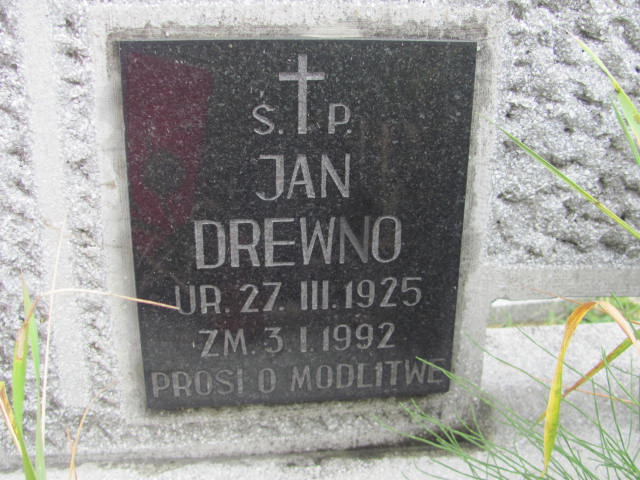 Ś. P.
JAN
DREWNO
UR. 27. III. 1925
ZM. 3 I. 1992
PROSI O MODLITWĘ